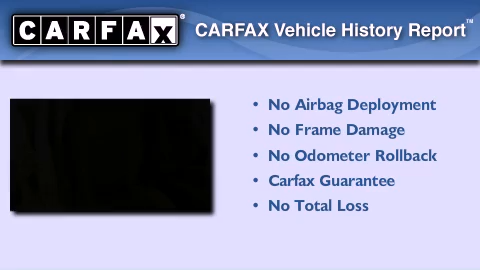 CARFAX® CARFAX Vehicle History Report™
• No Airbag Deployment
• No Frame Damage
• No Odometer Rollback
• Carfax Guarantee
• No Total Loss